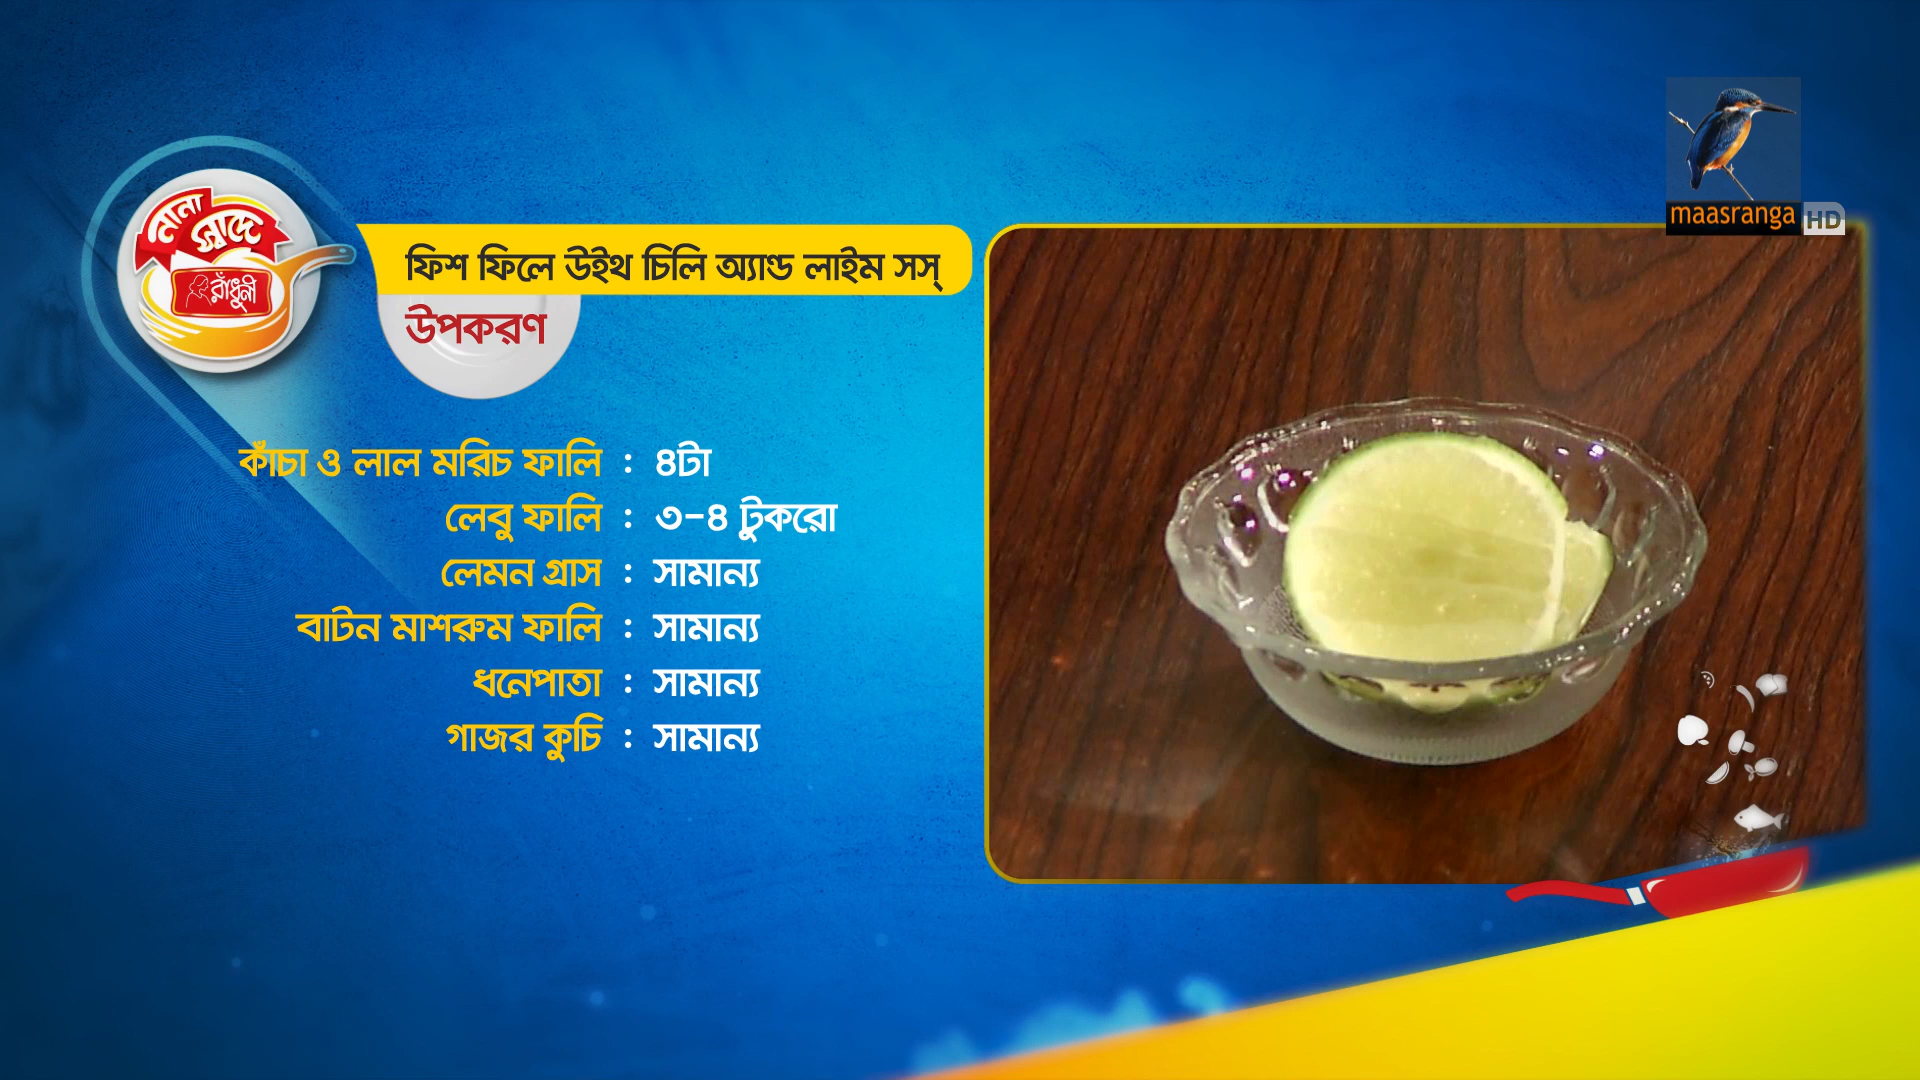 নানা
স্বাদে
রাঁধুনী
maasranga HD
ফিশ ফিলে উইথ চিলি অ্যান্ড লাইম সস্
উপকরণ
কাঁচা ও লাল মরিচ ফালি : ৪টা
লেবু ফালি : ৩-৪ টুকরো
লেমন গ্রাস : সামান্য
বাটন মাশরুম ফালি : সামান্য
ধনেপাতা : সামান্য
গাজর কুচি : সামান্য